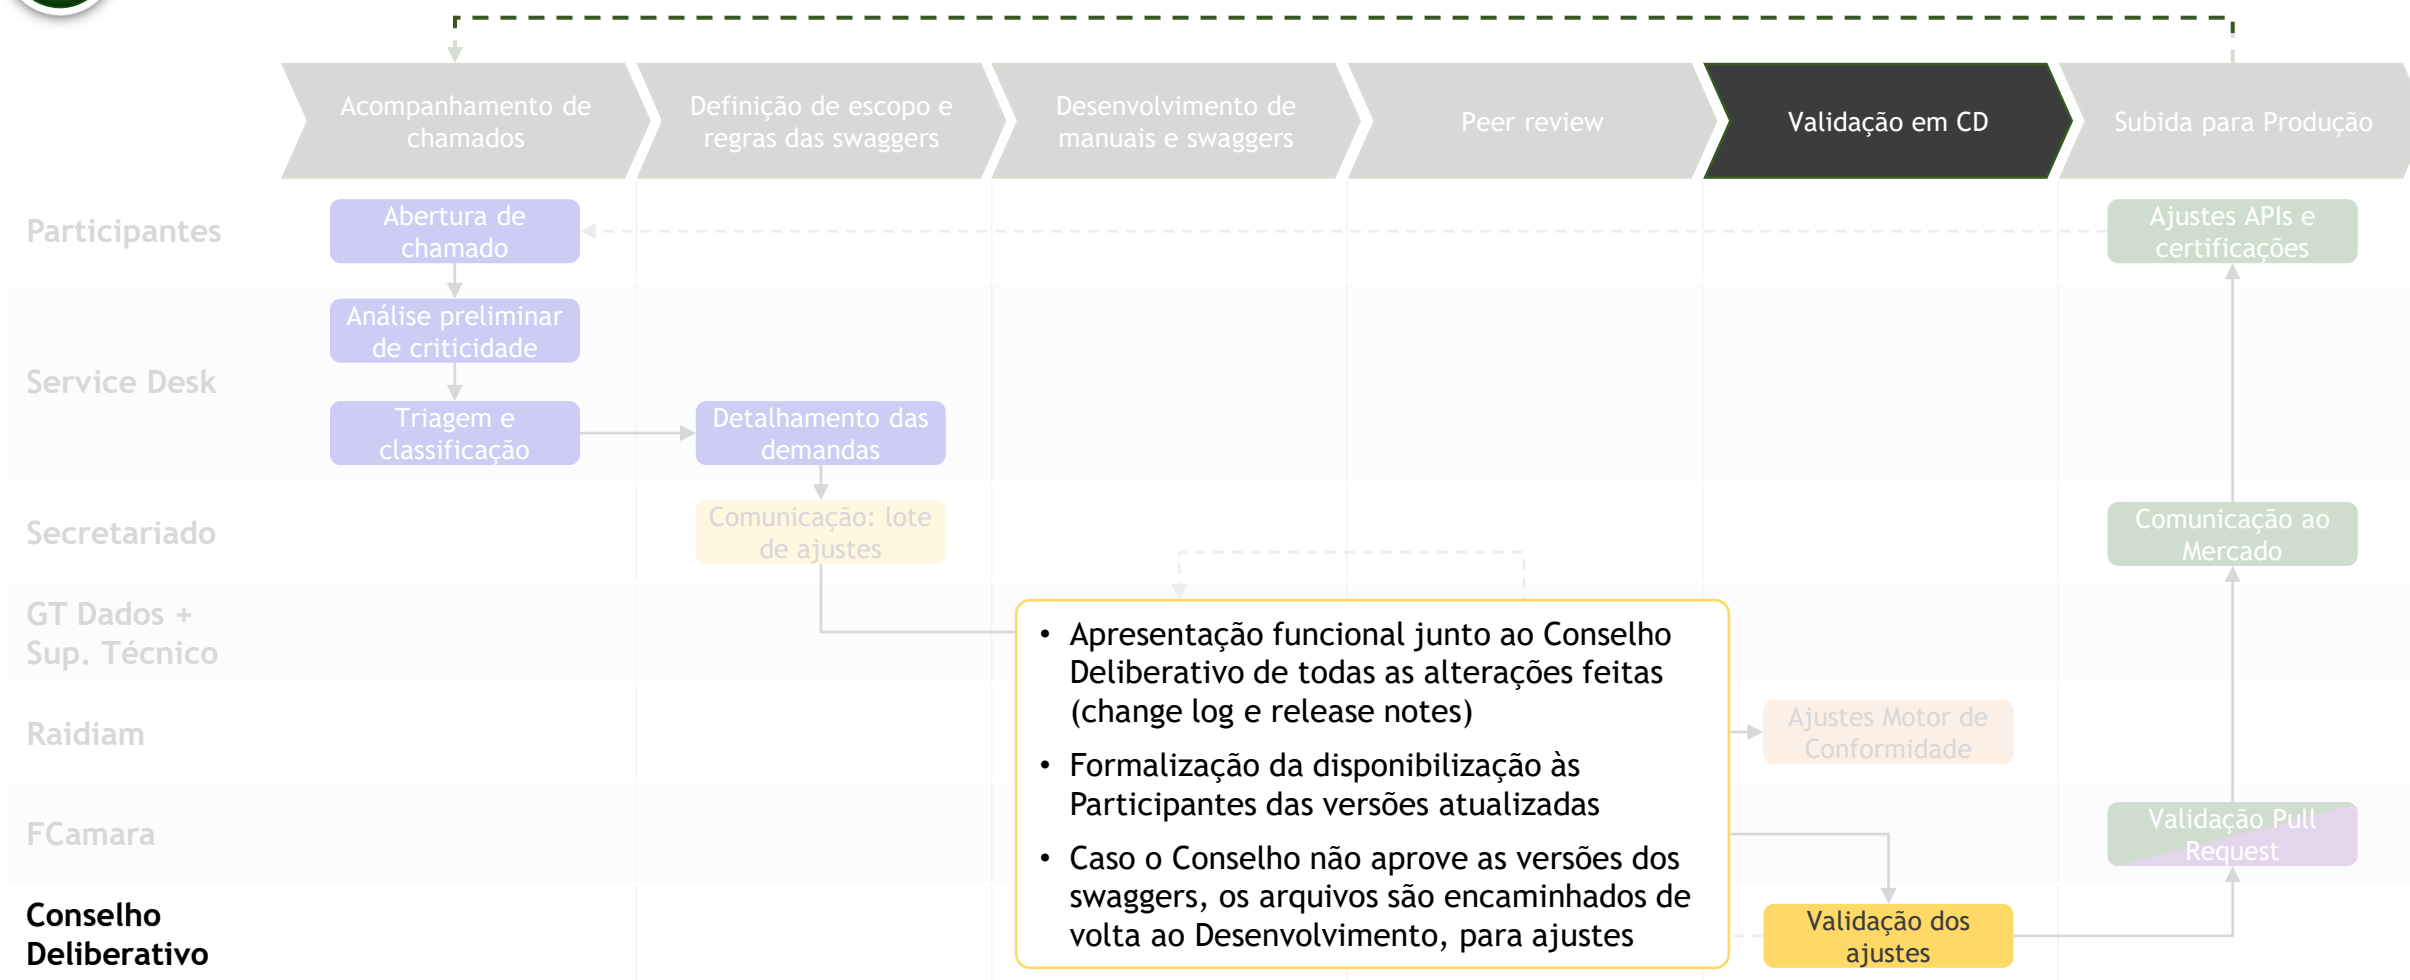 Acompanhamento de
chamados
Definição de escopo e
regras das swaggers
Desenvolvimento de
manuais e swaggers
Peer review
Validação em CD
Subida para Produção
Participantes
Abertura de
chamado
Ajustes APIs e
certificações
Service Desk
Análise preliminar
de criticidade
Triagem e
classificação
Detalhamento das
demandas
Secretariado
Comunicação: lote
de ajustes
Comunicação ao
Mercado
GT Dados +
Sup. Técnico
• Apresentação funcional junto ao Conselho
Deliberativo de todas as alterações feitas
(change log e release notes)
• Formalização da disponibilização às
Participantes das versões atualizadas
• Caso o Conselho não aprove as versões dos
swaggers, os arquivos são encaminhados de
volta ao Desenvolvimento, para ajustes
Raidiam
Ajustes Motor de
Conformidade
FCamara
Validação Pull
Request
Conselho
Deliberativo
Validação dos
ajustes